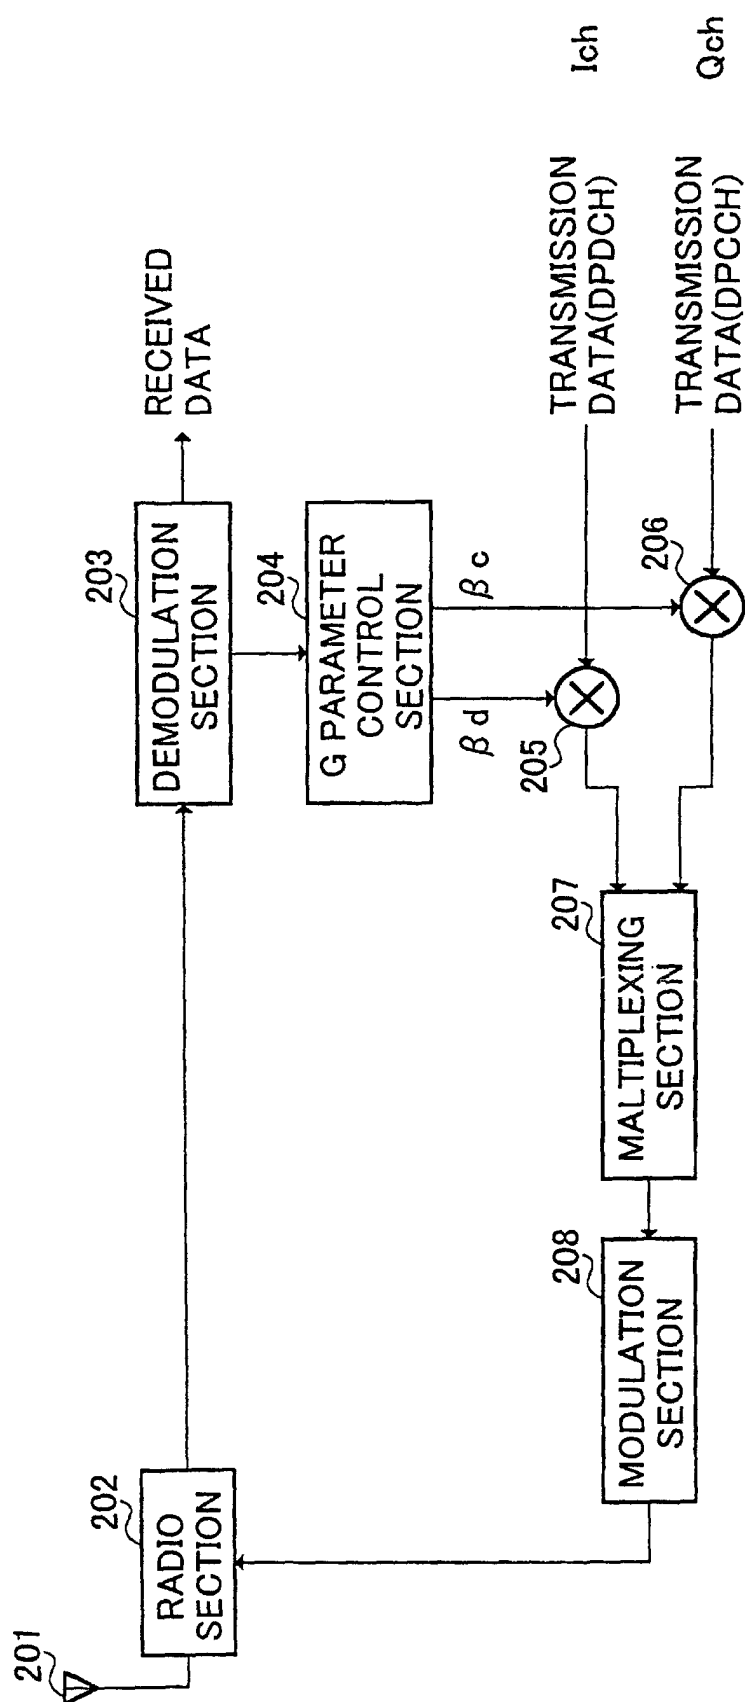 201
202
RADIO
SECTION
203
DEMODULATION
SECTION
RECEIVED
DATA
204
G PARAMETER
CONTROL
SECTION
βd
βc
205
206
TRANSMISSION
DATA(DPDCH)
Ich
TRANSMISSION
DATA(DPCCH)
Qch
207
MALTIPLEXING
SECTION
208
MODULATION
SECTION